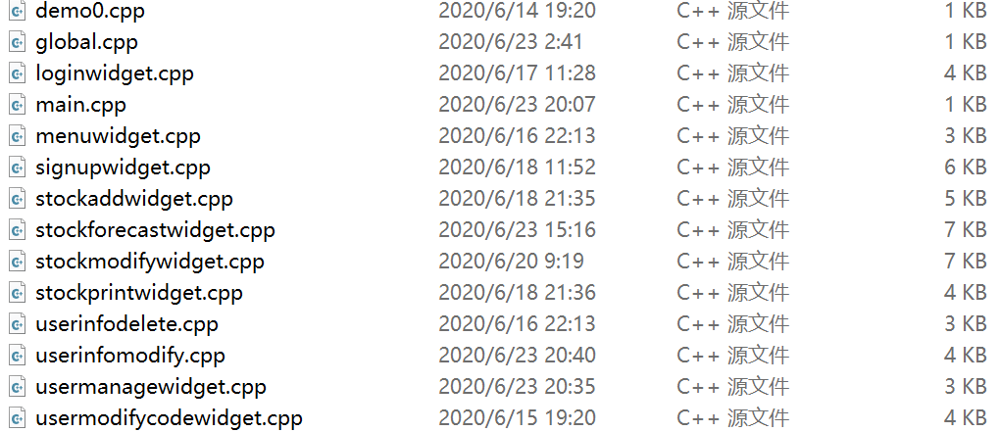 demo0.cpp 2020/6/14 19:20 C++ 源文件 1 KB
global.cpp 2020/6/23 2:41 C++ 源文件 1 KB
loginwidget.cpp 2020/6/17 11:28 C++ 源文件 4 KB
main.cpp 2020/6/23 20:07 C++ 源文件 1 KB
menuwidget.cpp 2020/6/16 22:13 C++ 源文件 3 KB
signupwidget.cpp 2020/6/18 11:52 C++ 源文件 6 KB
stockaddwidget.cpp 2020/6/18 21:35 C++ 源文件 5 KB
stockforecastwidget.cpp 2020/6/23 15:16 C++ 源文件 7 KB
stockmodifywidget.cpp 2020/6/20 9:19 C++ 源文件 7 KB
stockprintwidget.cpp 2020/6/18 21:36 C++ 源文件 4 KB
userinfodelete.cpp 2020/6/16 22:13 C++ 源文件 3 KB
userinfomodify.cpp 2020/6/23 20:40 C++ 源文件 4 KB
usermanagewidget.cpp 2020/6/23 20:35 C++ 源文件 3 KB
usermodifycodewidget.cpp 2020/6/15 19:20 C++ 源文件 4 KB